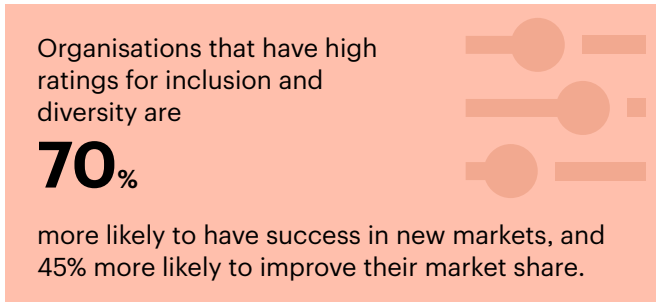 Organisations that have high
ratings for inclusion and
diversity are
70%
more likely to have success in new markets, and
45% more likely to improve their market share.